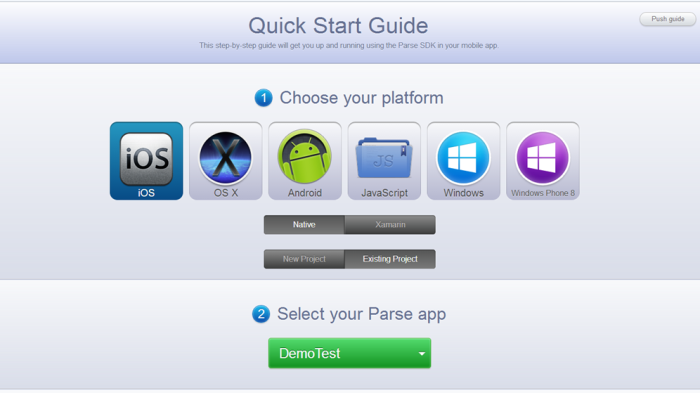 Quick Start Guide
Push guide
This step-by-step guide will get you up and running using the Parse SDK in your mobile app.
1 Choose your platform
iOS X JS
iOS OS X Android JavaScript Windows Windows Phone 8
Native Xamarin
New Project Existing Project
2 Select your Parse app
DemoTest